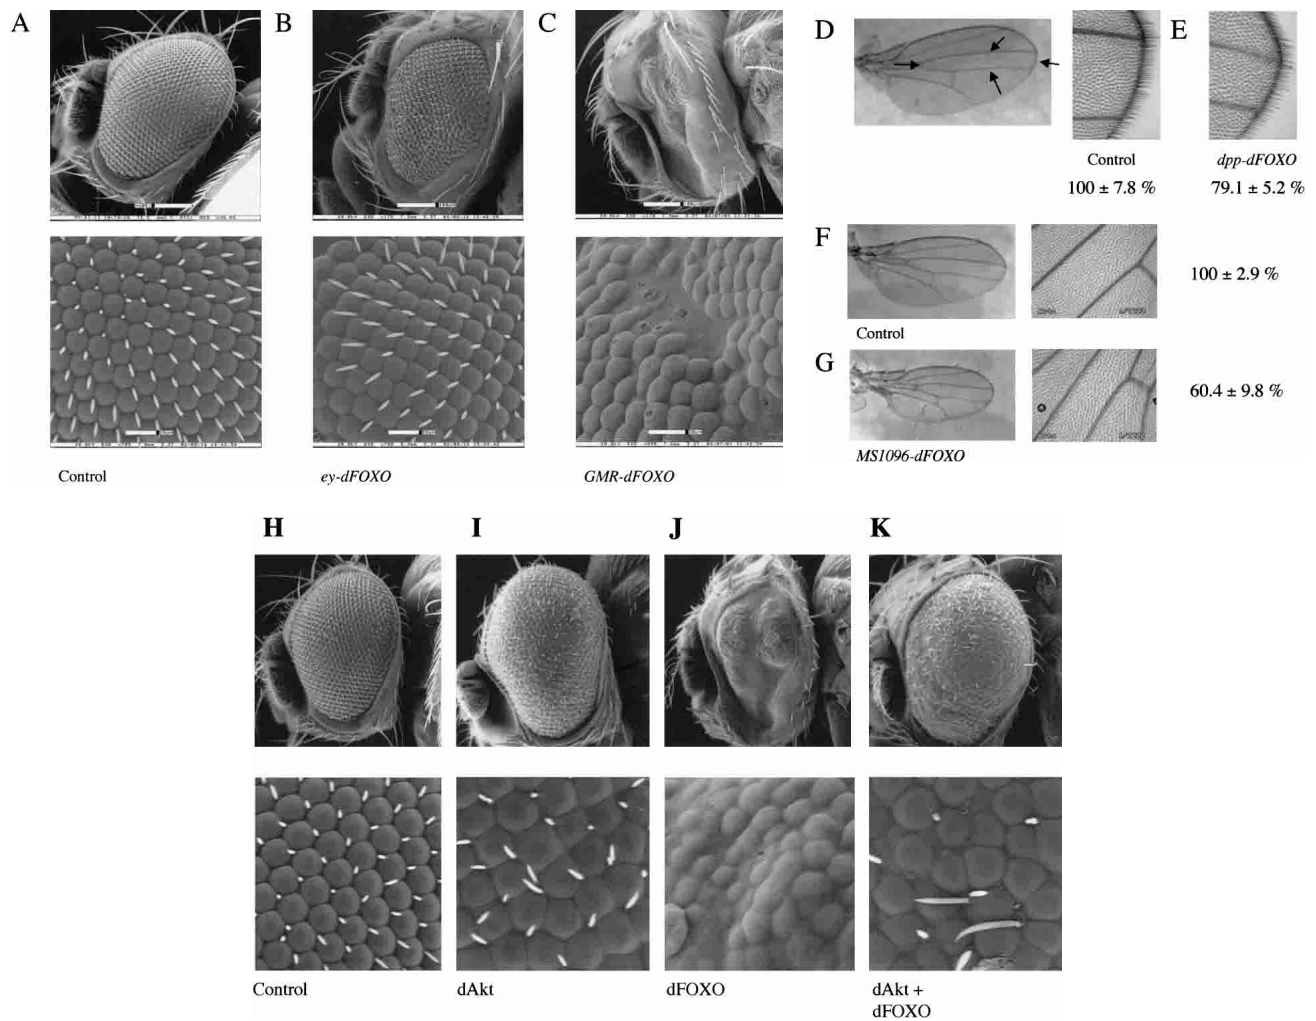 A
B
C
D
E
Control
dpp-dFOXO
100 ± 7.8 %
79.1 ± 5.2 %
F
100 ± 2.9 %
Control
G
60.4 ± 9.8 %
MS1096-dFOXO
Control
ey-dFOXO
GMR-dFOXO
H
I
J
K
Control
dAkt
dFOXO
dAkt +
dFOXO